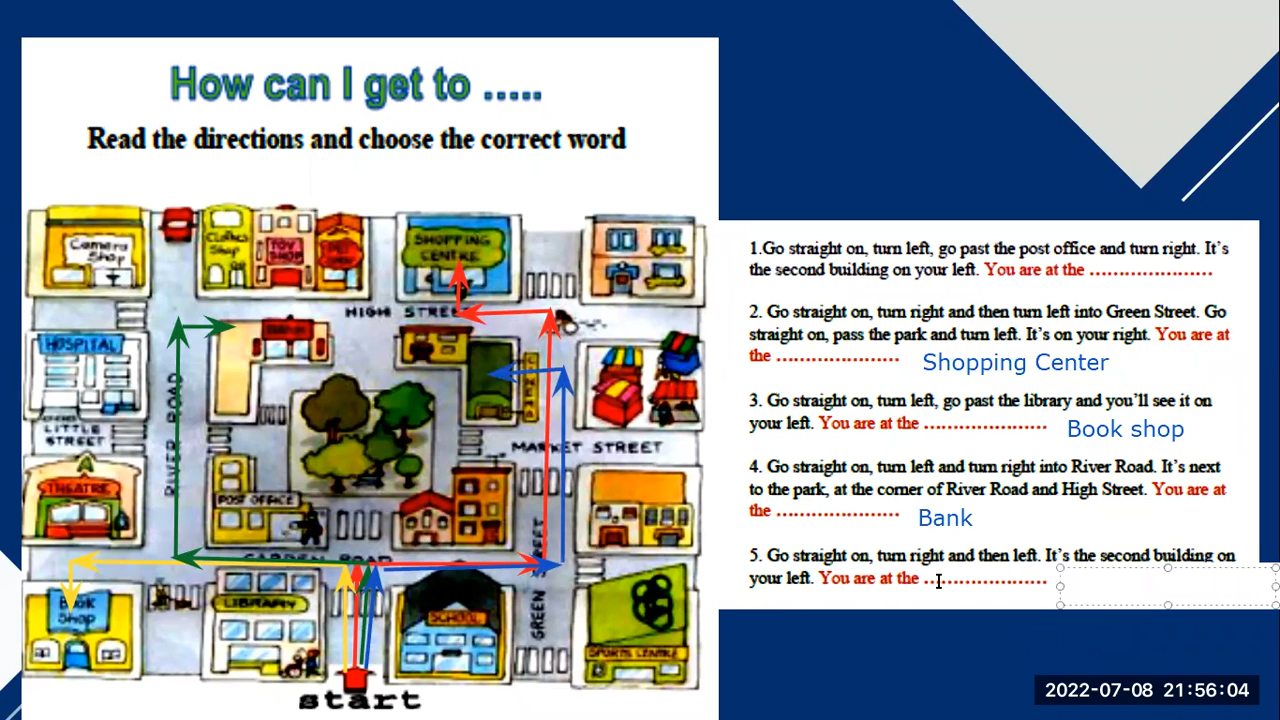 How can I get to .....
Read the directions and choose the correct word
Camera Shop
Clothes Shop
TOY SHOP
PET SHOP
SHOPPING CENTRE
HIGH STREET
HOSPITAL
RIVER ROAD
LITTLE STREET
MARKET STREET
THEATRE
POST OFFICE
GARDEN ROAD
GREEN STREET
Book Shop
LIBRARY
SCHOOL
SPORTS CENTRE
start
1.Go straight on, turn left, go past the post office and turn right. It's
the second building on your left. You are at the .....................
2. Go straight on, turn right and then turn left into Green Street. Go
straight on, pass the park and turn left. It's on your right. You are at
the ..................... Shopping Center
3. Go straight on, turn left, go past the library and you'll see it on
your left. You are at the ..................... Book shop
4. Go straight on, turn left and turn right into River Road. It's next
to the park, at the corner of River Road and High Street. You are at
the ..................... Bank
5. Go straight on, turn right and then left. It's the second building on
your left. You are at the .....................
2022-07-08 21:56:04